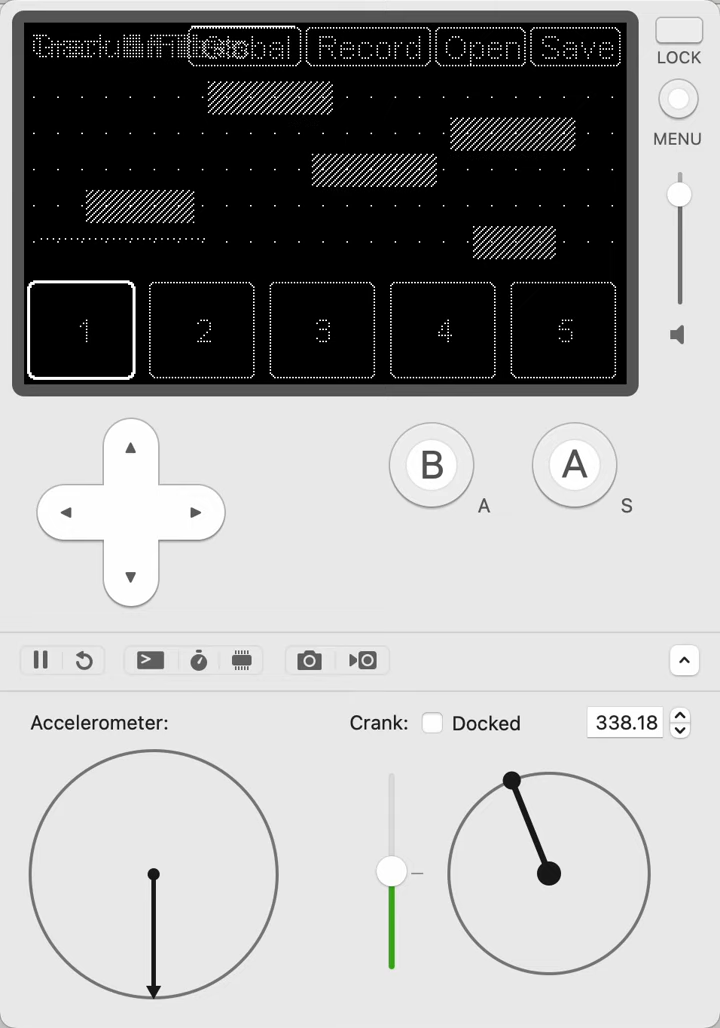 Global Record Open Save
LOCK
MENU
1 2 3 4 5
B A
A S
Accelerometer: Crank: Docked 338.18